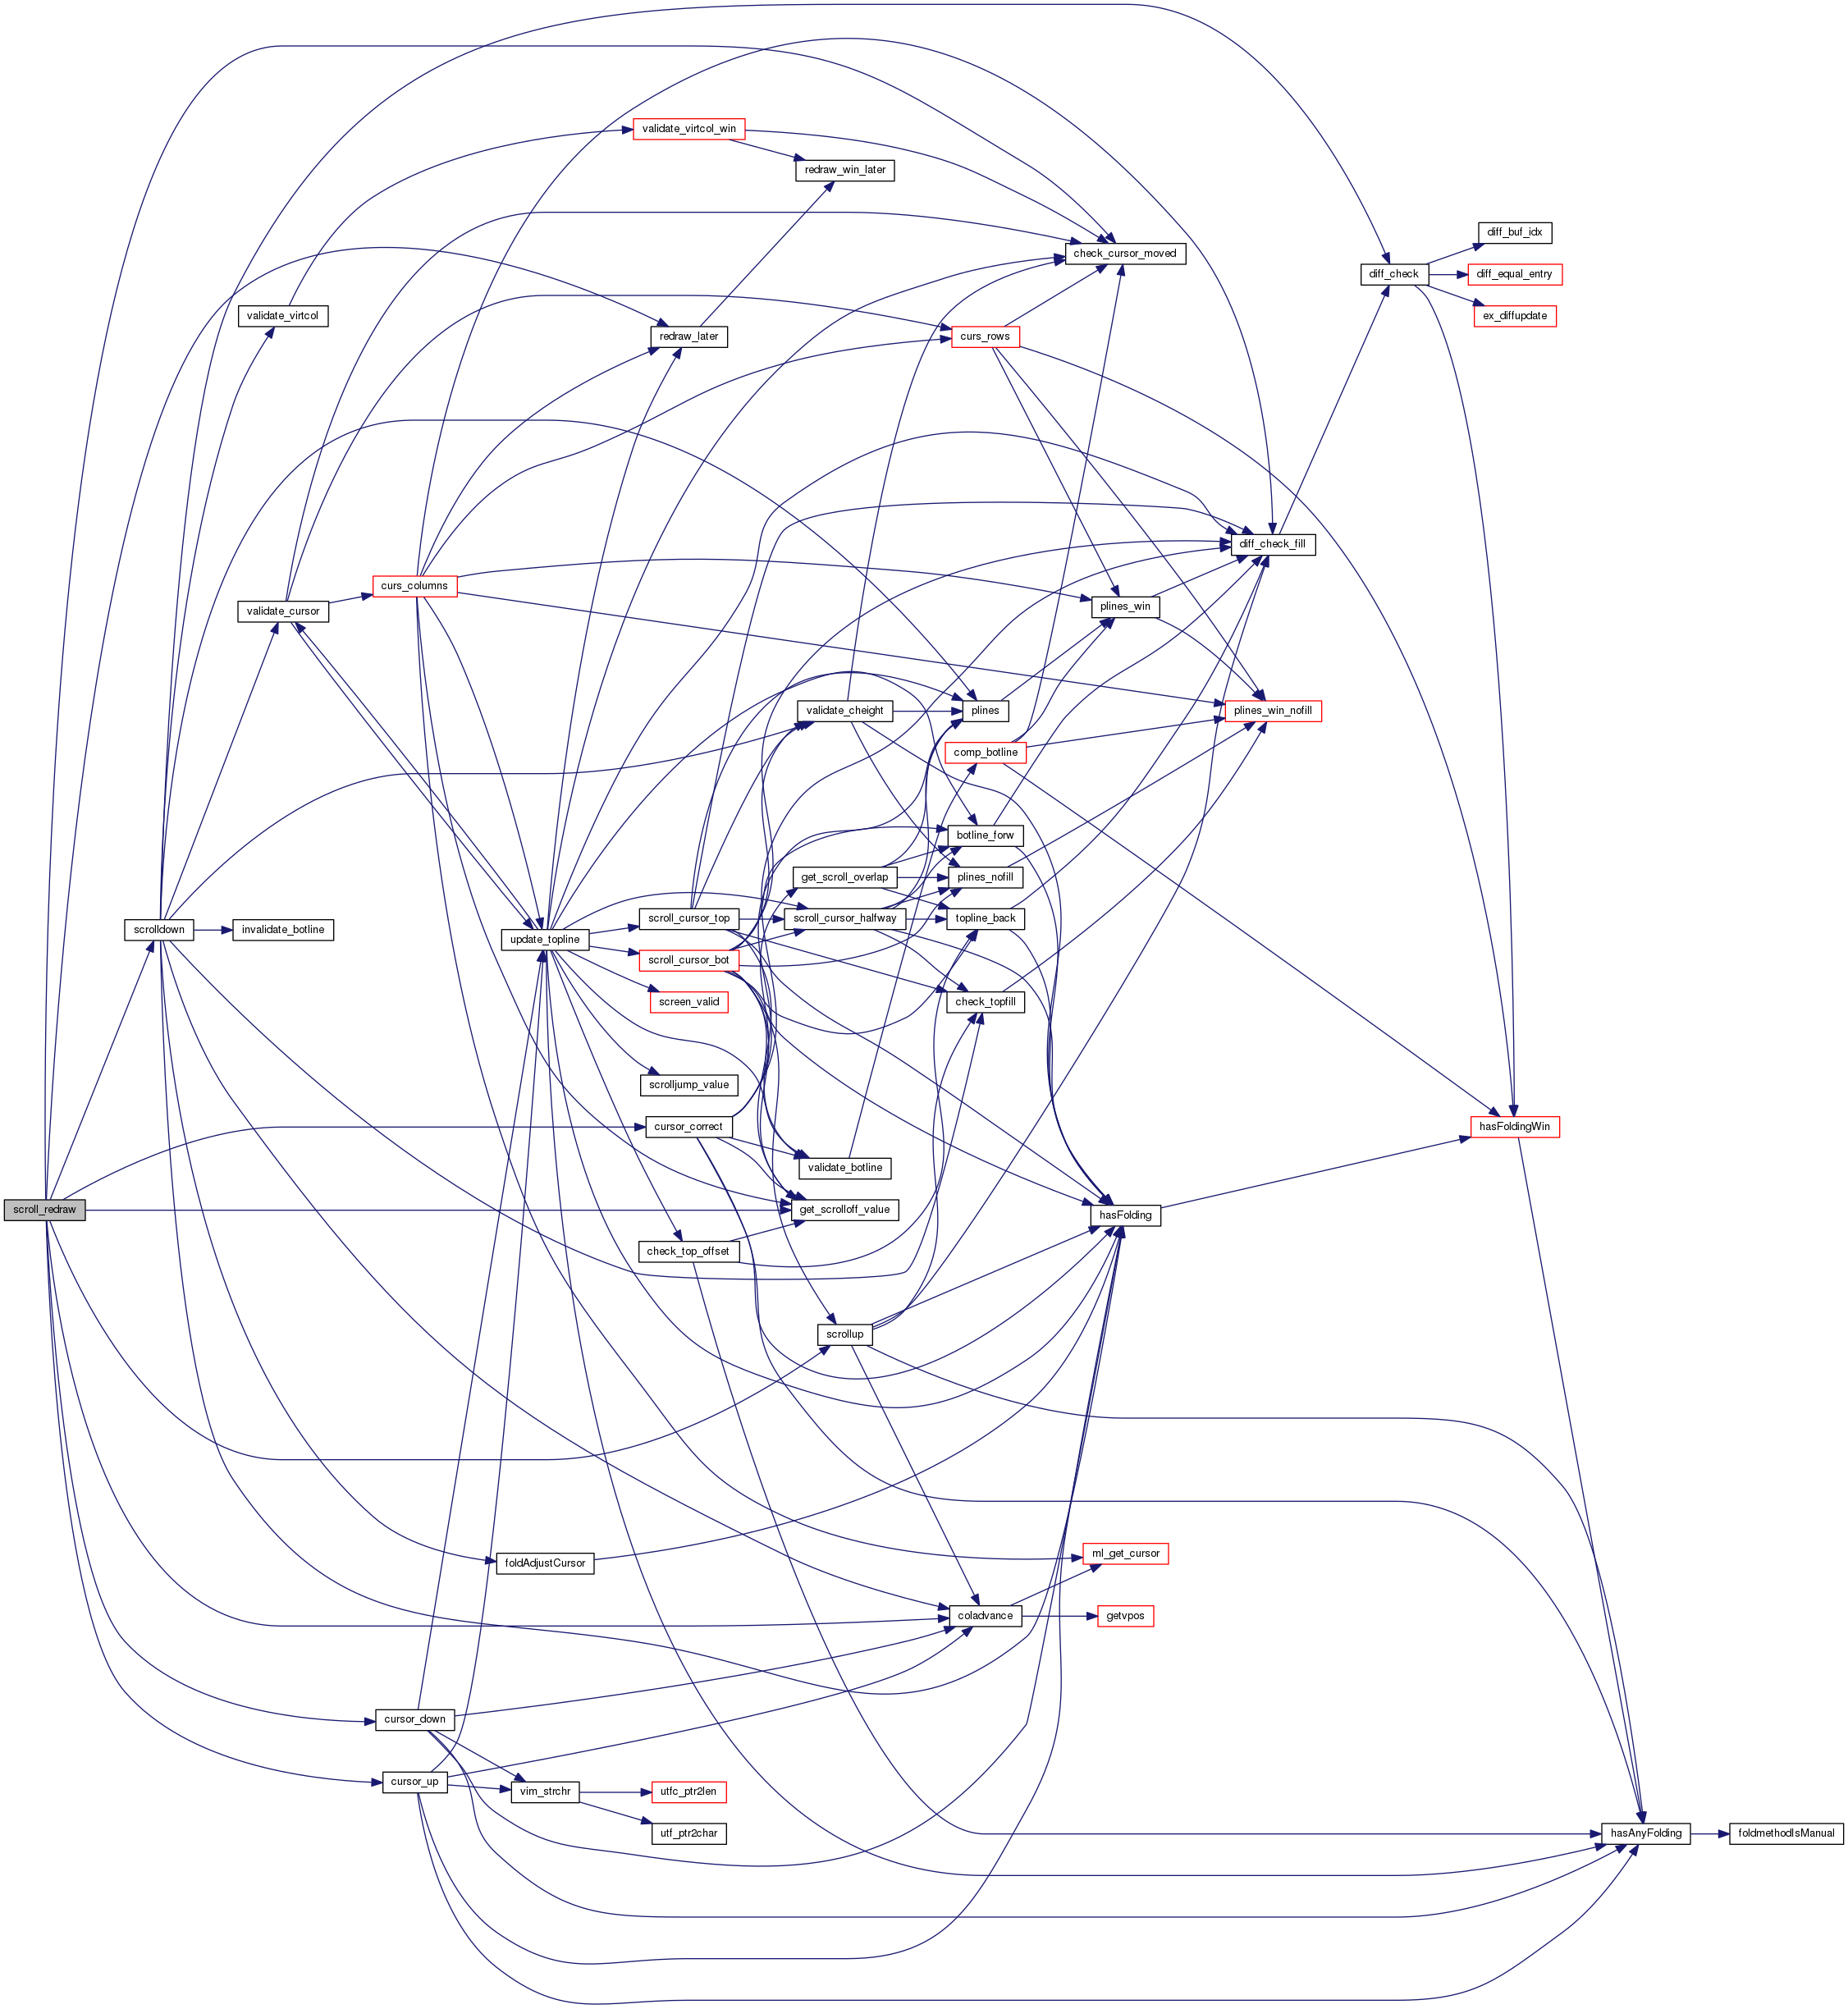 validate_virtcol_win
redraw_win_later
diff_buf_idx
check_cursor_moved
diff_check
diff_equal_entry
validate_virtcol
ex_diffupdate
redraw_later
curs_rows
diff_check_fill
curs_columns
validate_cursor
plines_win
validate_cheight
plines
plines_win_nofill
comp_botline
botline_forw
get_scroll_overlap
plines_nofill
scroll_cursor_top
scroll_cursor_halfway
topline_back
scrolldown
invalidate_botline
update_topline
scroll_cursor_bot
screen_valid
check_topfill
scrolljump_value
cursor_correct
hasFoldingWin
validate_botline
scroll_redraw
get_scrolloff_value
hasFolding
check_top_offset
scrollup
foldAdjustCursor
ml_get_cursor
coladvance
getvpos
cursor_down
cursor_up
vim_strchr
utfc_ptr2len
utf_ptr2char
hasAnyFolding
foldmethodIsManual